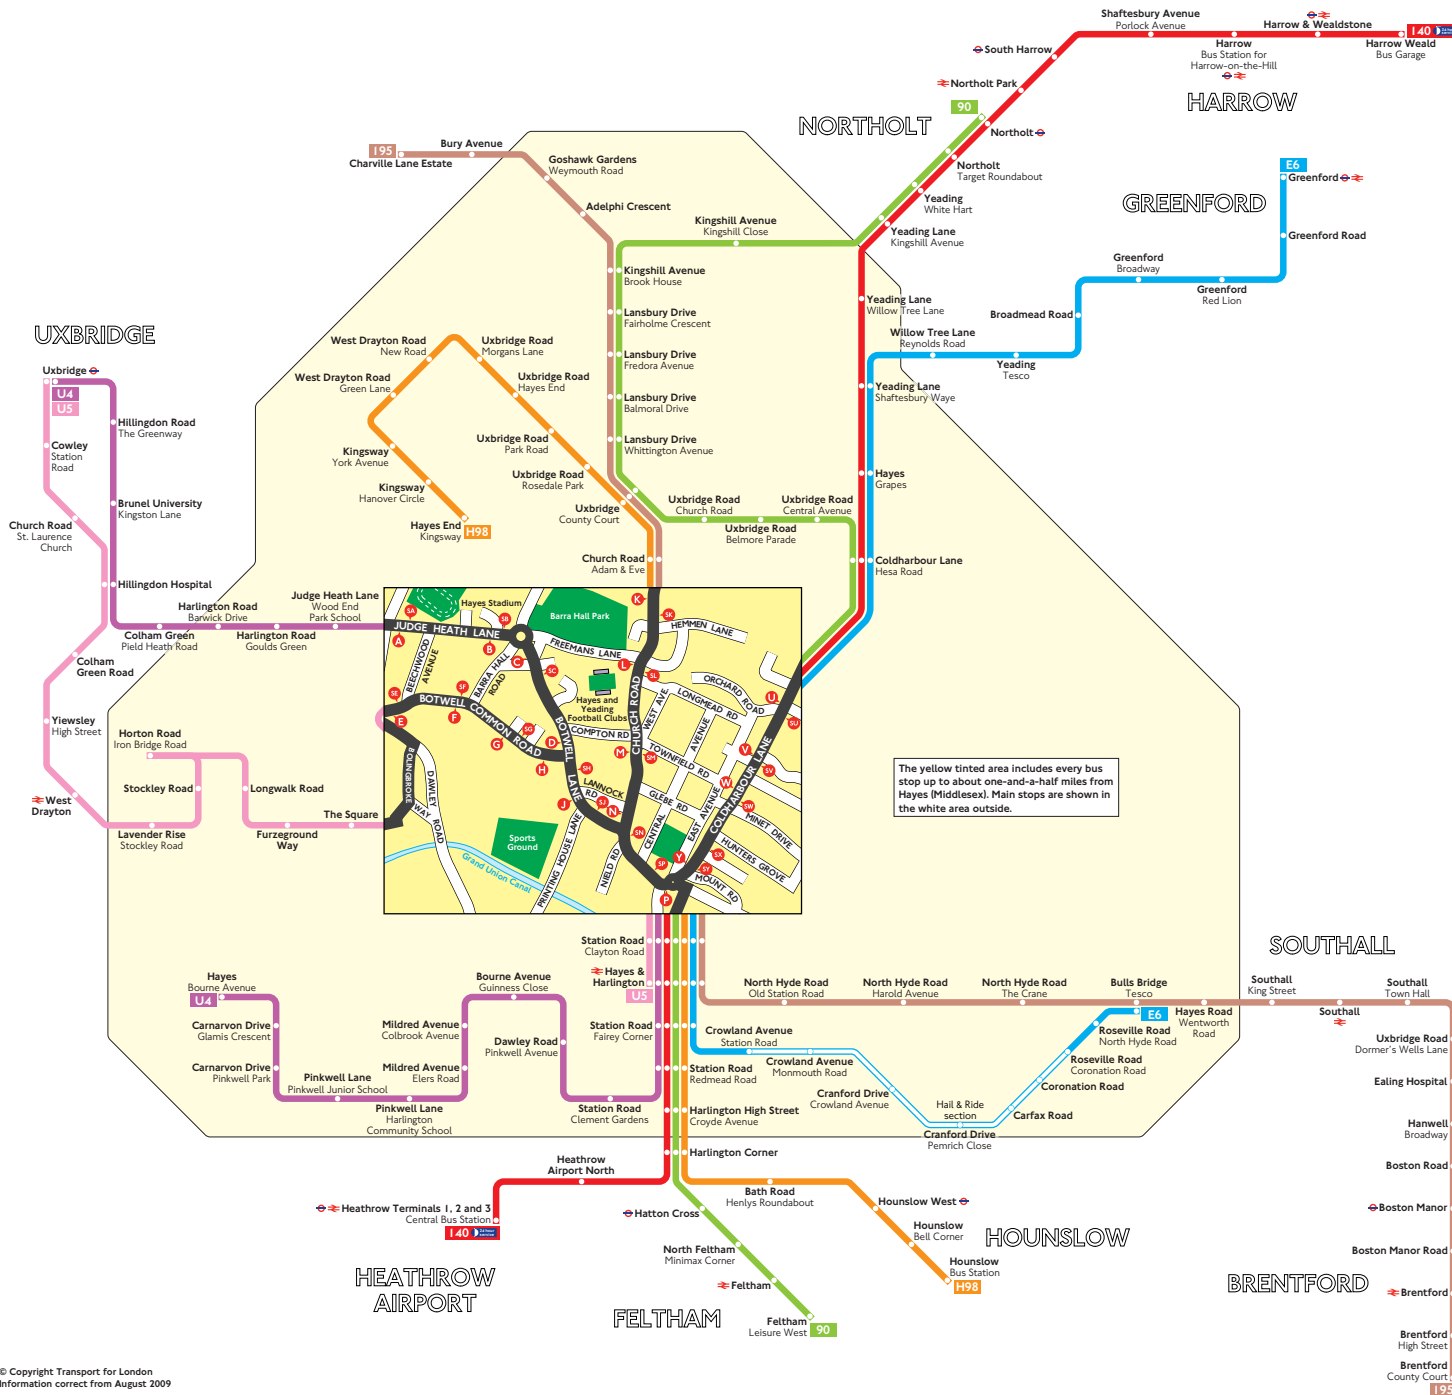 Shaftesbury Avenue
Porlock Avenue
Harrow & Wealdstone
140
Harrow
Bus Station for
Harrow-on-the-Hill
Harrow Weald
Bus Garage
South Harrow
HARROW
Northolt Park
90
NORTHOLT
Northolt
Northolt
Target Roundabout
Yeading
White Hart
Yeading Lane
Kingshill Avenue
E6
Greenford
GREENFORD
Greenford Road
Greenford
Broadway
Greenford
Red Lion
Broadmead Road
Willow Tree Lane
Reynolds Road
Yeading
Tesco
195
Charville Lane Estate
Bury Avenue
Goshawk Gardens
Weymouth Road
Adelphi Crescent
Kingshill Avenue
Kingshill Close
Kingshill Avenue
Brook House
Lansbury Drive
Fairholme Crescent
Lansbury Drive
Fredora Avenue
Lansbury Drive
Balmoral Drive
Lansbury Drive
Whittington Avenue
Yeading Lane
Willow Tree Lane
Yeading Lane
Shaftesbury Waye
Hayes
Grapes
Coldharbour Lane
Hesa Road
Uxbridge Road
Church Road
Uxbridge Road
Belmore Parade
Uxbridge Road
Central Avenue
West Drayton Road
New Road
West Drayton Road
Green Lane
Kingsway
York Avenue
Kingsway
Hanover Circle
Hayes End
Kingsway
H98
Uxbridge Road
Morgans Lane
Uxbridge Road
Hayes End
Uxbridge Road
Park Road
Uxbridge Road
Rosedale Park
Uxbridge
County Court
Church Road
Adam & Eve
UXBRIDGE
Uxbridge
U4
U5
Hillingdon Road
The Greenway
Cowley
Station
Road
Brunel University
Kingston Lane
Church Road
St. Laurence
Church
Hillingdon Hospital
Harlington Road
Barwick Drive
Judge Heath Lane
Wood End
Park School
Colham Green
Pield Heath Road
Harlington Road
Goulds Green
Colham
Green Road
Yiewsley
High Street
West
Drayton
Horton Road
Iron Bridge Road
Stockley Road
Longwalk Road
Lavender Rise
Stockley Road
Furzeground
Way
The Square
Hayes Stadium
Barra Hall Park
JUDGE HEATH LANE
FREEMANS LANE
HEMMEN LANE
BEECHWOOD
AVENUE
BARRA HALL
ROAD
BOTWELL COMMON ROAD
BOTWELL
LANE
Hayes and
Yeading
Football Clubs
COMPTON RD
CHURCH ROAD
WEST AVE.
ORCHARD ROAD
LONGMEAD RD
TOWNFIELD RD
AVENUE
GLEBE RD
CENTRAL
EAST AVENUE
COLDHARBOUR LANE
MINET DRIVE
HUNTERS GROVE
MOUNT RD
LANNOCK
RD
BOLINGBROKE
WAY
DAWLEY
ROAD
PRINTING HOUSE LANE
NIELD RD
Sports
Ground
Grand Union Canal
SA
A
SB
B
C
SC
K
SK
L
SL
SE
E
SF
F
SG
G
D
H
SH
J
SJ
N
SN
M
SM
U
SU
V
SV
W
SW
SX
SY
Y
SP
P
The yellow tinted area includes every bus
stop up to about one-and-a-half miles from
Hayes (Middlesex). Main stops are shown in
the white area outside.
Station Road
Clayton Road
Hayes &
Harlington
U5
Station Road
Fairey Corner
Station Road
Redmead Road
Harlington High Street
Croyde Avenue
Harlington Corner
Hayes
Bourne Avenue
U4
Carnarvon Drive
Glamis Crescent
Carnarvon Drive
Pinkwell Park
Pinkwell Lane
Pinkwell Junior School
Pinkwell Lane
Harlington
Community School
Mildred Avenue
Colbrook Avenue
Mildred Avenue
Elers Road
Bourne Avenue
Guinness Close
Dawley Road
Pinkwell Avenue
Station Road
Clement Gardens
North Hyde Road
Old Station Road
North Hyde Road
Harold Avenue
North Hyde Road
The Crane
Bulls Bridge
Tesco
E6
Hayes Road
Wentworth
Road
Crowland Avenue
Station Road
Crowland Avenue
Monmouth Road
Cranford Drive
Crowland Avenue
Hail & Ride
section
Cranford Drive
Pemrich Close
Carfax Road
Coronation Road
Roseville Road
Coronation Road
Roseville Road
North Hyde Road
SOUTHALL
Southall
King Street
Southall
Southall
Town Hall
Uxbridge Road
Dormer's Wells Lane
Ealing Hospital
Hanwell
Broadway
Boston Road
Boston Manor
Boston Manor Road
BRENTFORD
Brentford
Brentford
High Street
Brentford
County Court
195
Heathrow
Airport North
Heathrow Terminals 1, 2 and 3
Central Bus Station
140
HEATHROW
AIRPORT
Hatton Cross
North Feltham
Minimax Corner
Feltham
Feltham
Leisure West
90
FELTHAM
Bath Road
Henlys Roundabout
Hounslow West
Hounslow
Bell Corner
Hounslow
Bus Station
H98
HOUNSLOW
© Copyright Transport for London
Information correct from August 2009